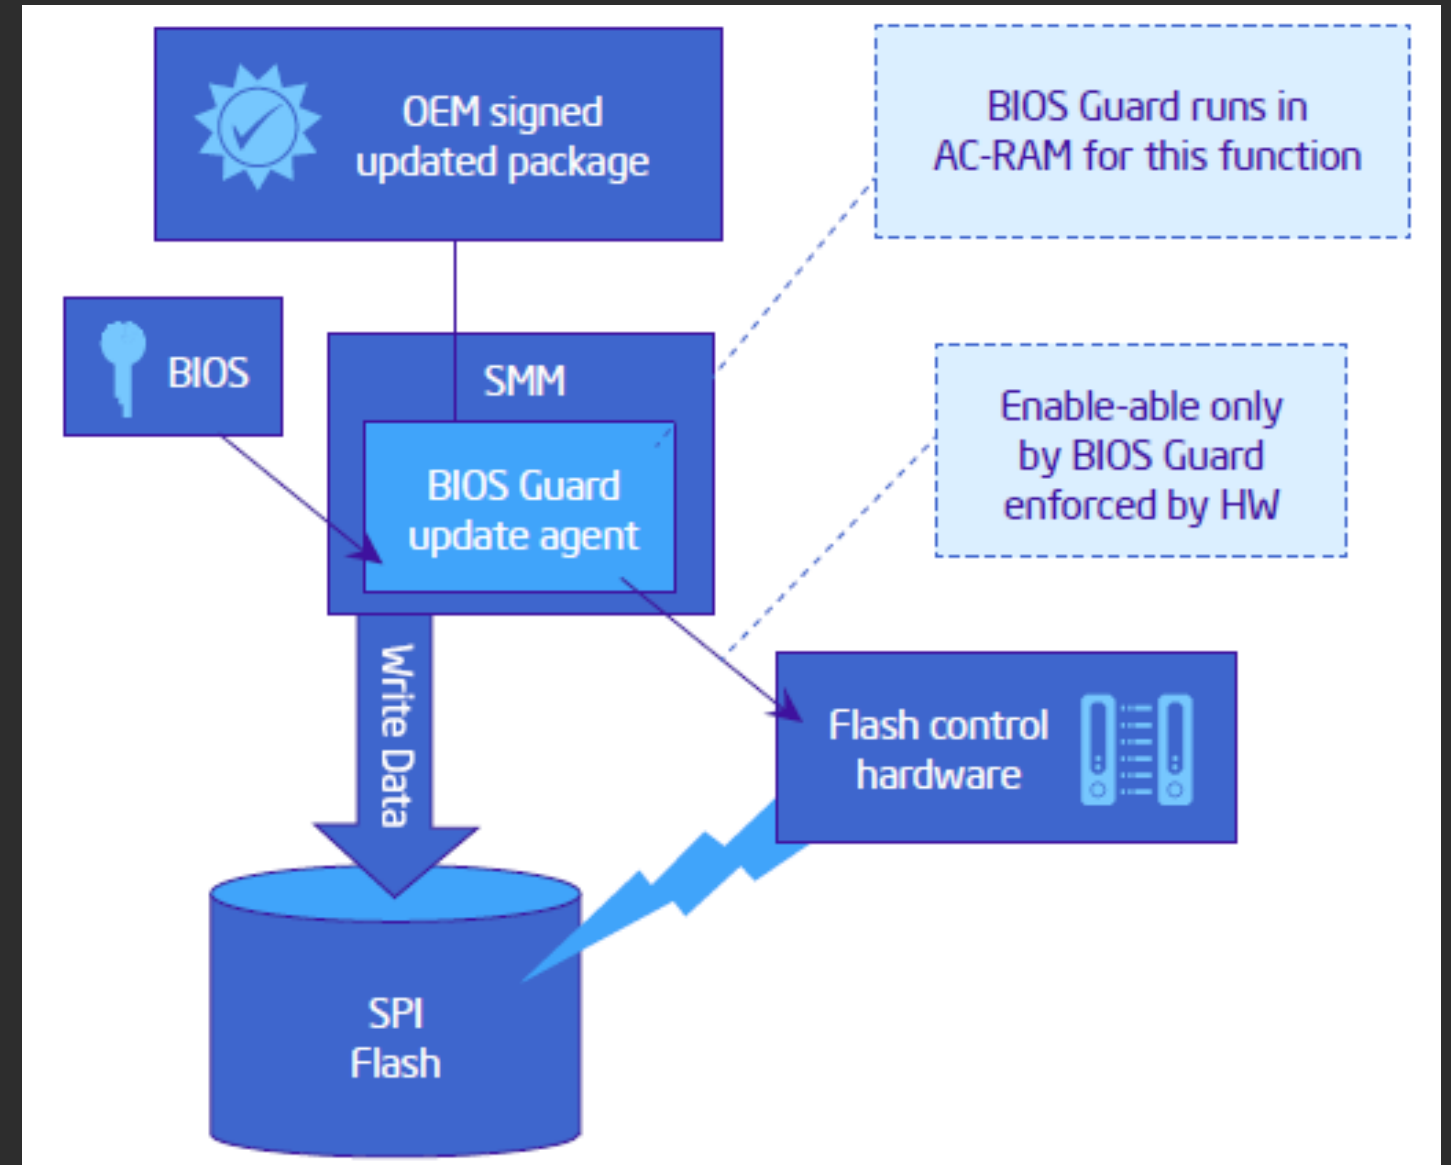 OEM signed
updated package
BIOS Guard runs in
AC-RAM for this function
BIOS
SMM
Enable-able only
by BIOS Guard
enforced by HW
BIOS Guard
update agent
Write Data
Flash control
hardware
SPI
Flash